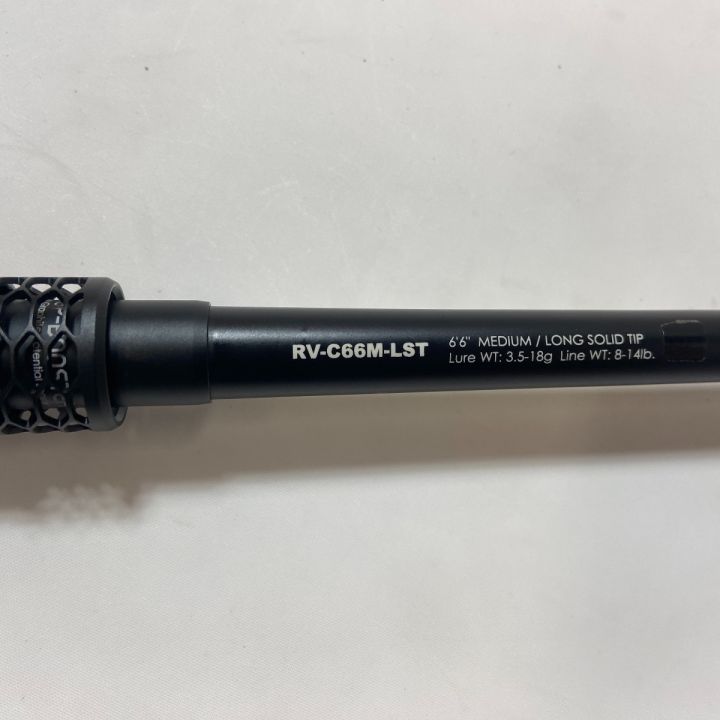 RV-C66M-LST
6'6" MEDIUM / LONG SOLID TIP
Lure WT: 3.5-18g Line WT: 8-14lb.